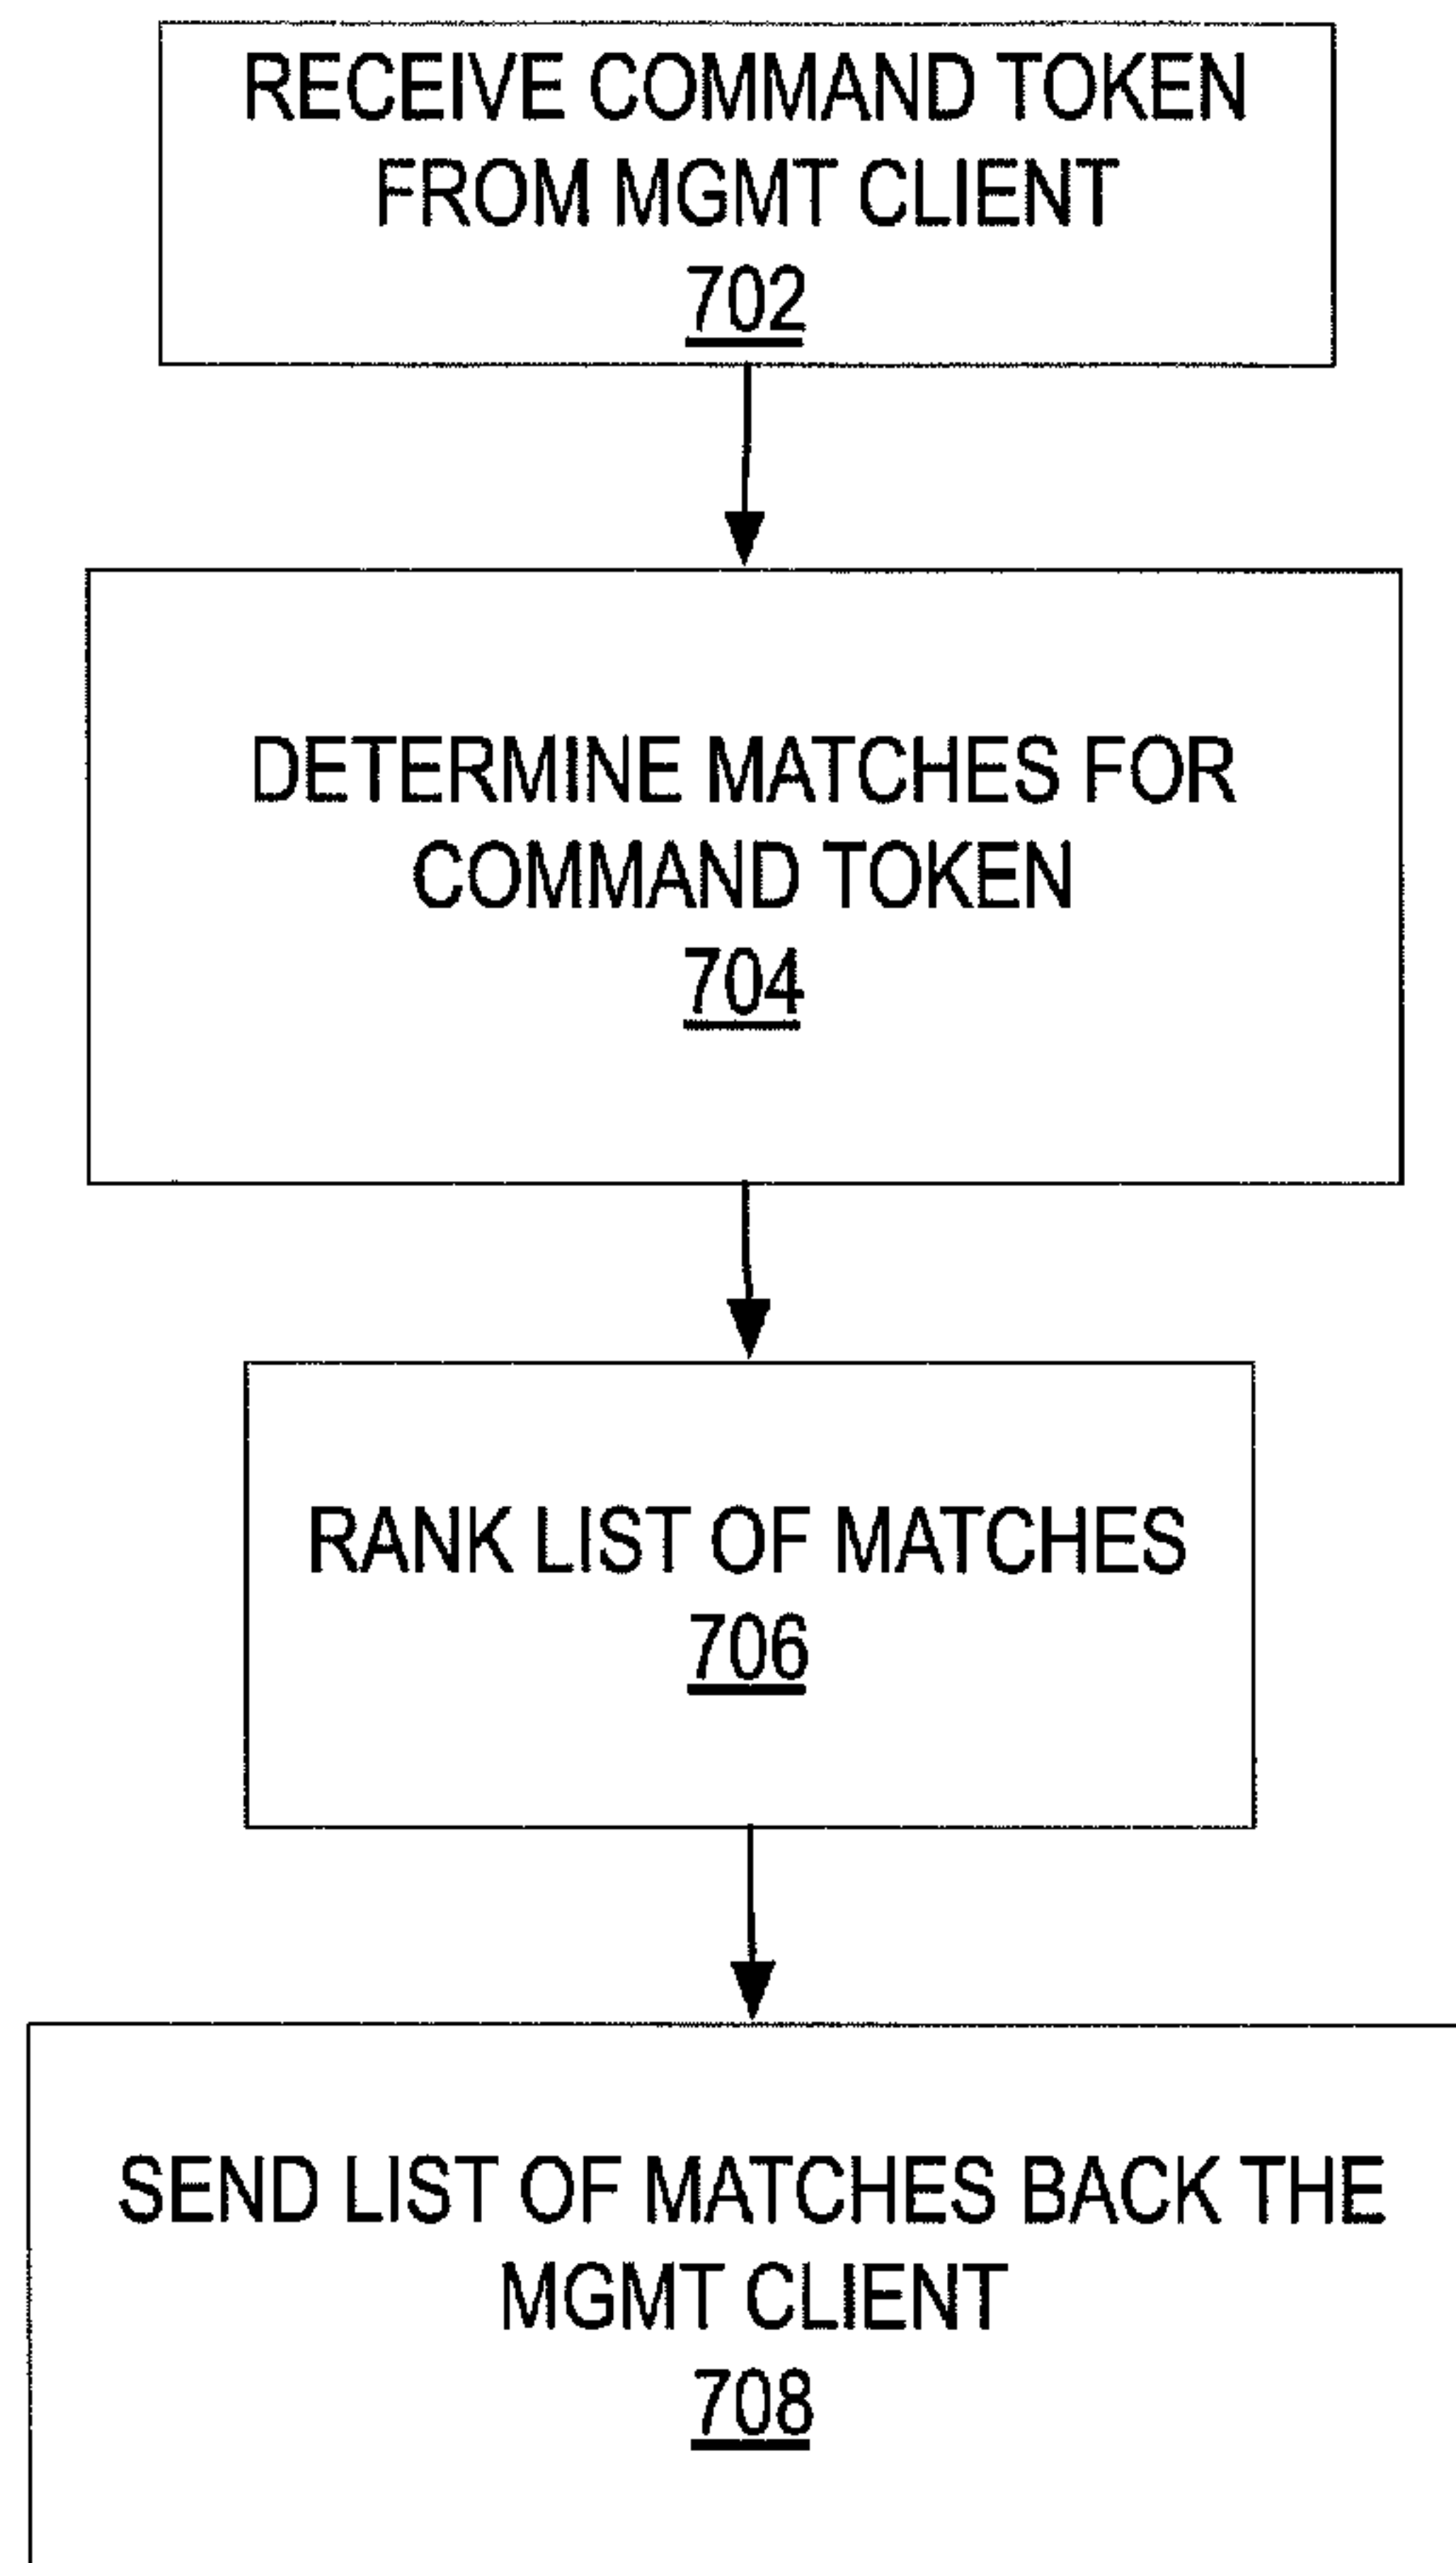 RECEIVE COMMAND TOKEN
FROM MGMT CLIENT
702
DETERMINE MATCHES FOR
COMMAND TOKEN
704
RANK LIST OF MATCHES
706
SEND LIST OF MATCHES BACK THE
MGMT CLIENT
708